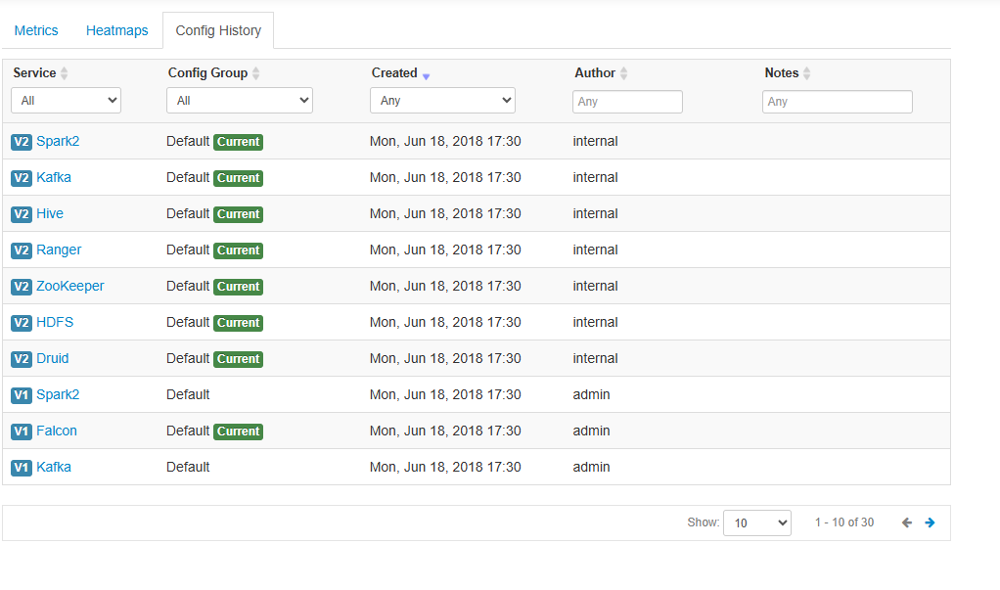 Metrics Heatmaps Config History
Service Config Group Created Author Notes
All All Any Any Any
V2 Spark2 Default Current Mon, Jun 18, 2018 17:30 internal
V2 Kafka Default Current Mon, Jun 18, 2018 17:30 internal
V2 Hive Default Current Mon, Jun 18, 2018 17:30 internal
V2 Ranger Default Current Mon, Jun 18, 2018 17:30 internal
V2 ZooKeeper Default Current Mon, Jun 18, 2018 17:30 internal
V2 HDFS Default Current Mon, Jun 18, 2018 17:30 internal
V2 Druid Default Current Mon, Jun 18, 2018 17:30 internal
V1 Spark2 Default Mon, Jun 18, 2018 17:30 admin
V1 Falcon Default Current Mon, Jun 18, 2018 17:30 admin
V1 Kafka Default Mon, Jun 18, 2018 17:30 admin
Show: 10 1 - 10 of 30